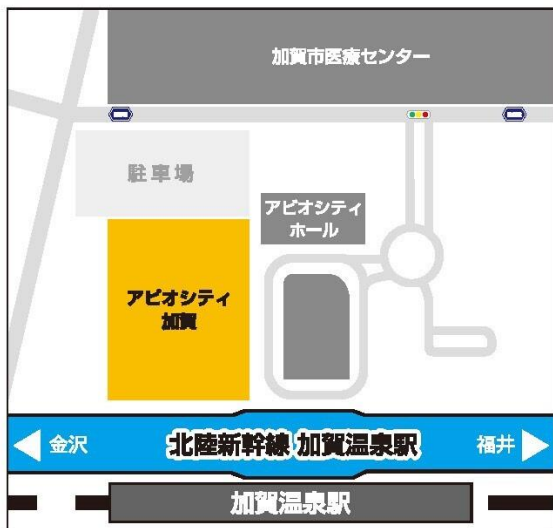 加賀市医療センター
駐車場
アビオシティ
ホール
アビオシティ
加賀
金沢
北陸新幹線 加賀温泉駅
福井
加賀温泉駅